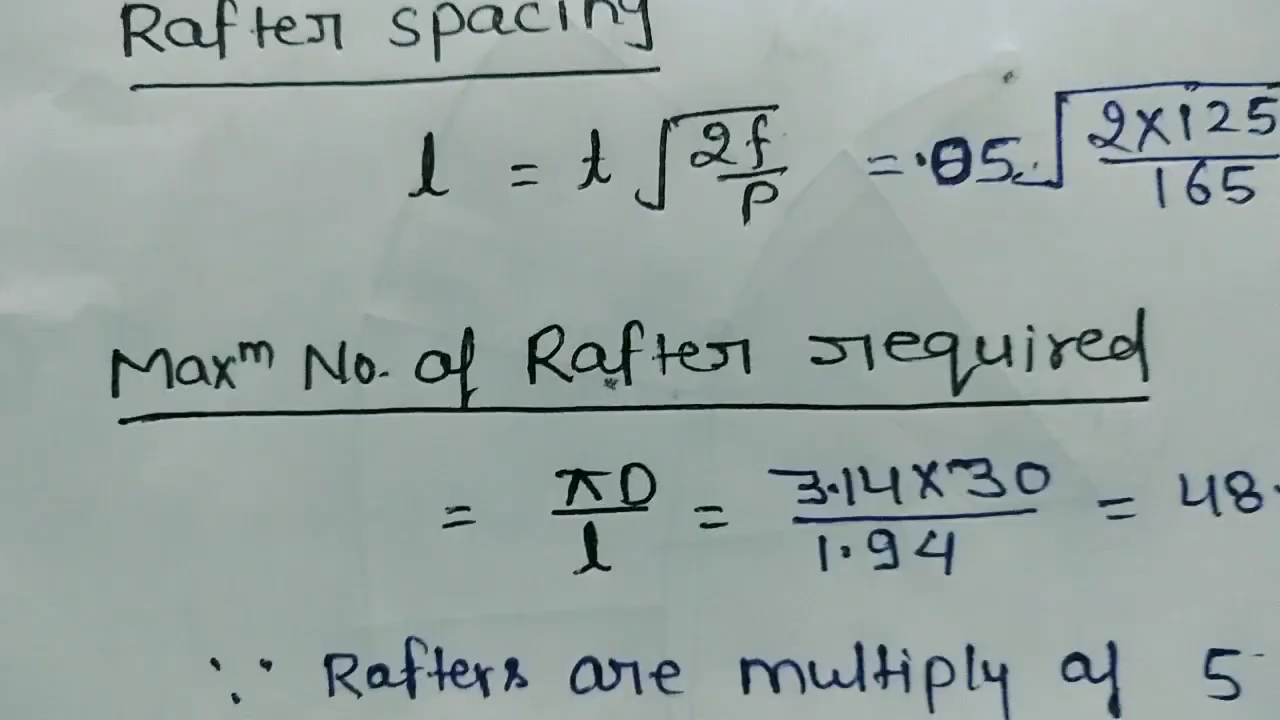 Rafter spacing
l = t √(2f/P) = .05 √(2×125/165
Maxᵐ No. of Rafter required
= πD/l = 3.14×30/1.94 = 48.
∵ Rafters are multiply of 5